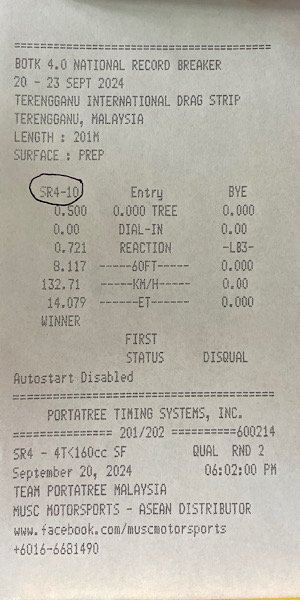 ==========================================
BOTK 4.0 NATIONAL RECORD BREAKER
20 - 23 SEPT 2024
TERENGGANU INTERNATIONAL DRAG STRIP
TERENGGANU, MALAYSIA
LENGTH : 201M
SURFACE : PREP
SR4-10 Entry BYE
0.500 0.000 TREE 0.000
0.00 DIAL-IN 0.00
0.721 REACTION -LB3-
8.117 -----60FT------ 0.000
132.71 -----KM/H------ 0.00
14.079 ------ET------- 0.000
WINNER
FIRST
STATUS DISQUAL
Autostart Disabled
==========================================
PORTATREE TIMING SYSTEMS, INC.
================ 201/202 ==========600214
SR4 - 4T<160cc SF QUAL RND 2
September 20, 2024 06:02:00 PM
TEAM PORTATREE MALAYSIA
MUSC MOTORSPORTS - ASEAN DISTRIBUTOR
www.facebook.com/muscmotorsports
+6016-6681490